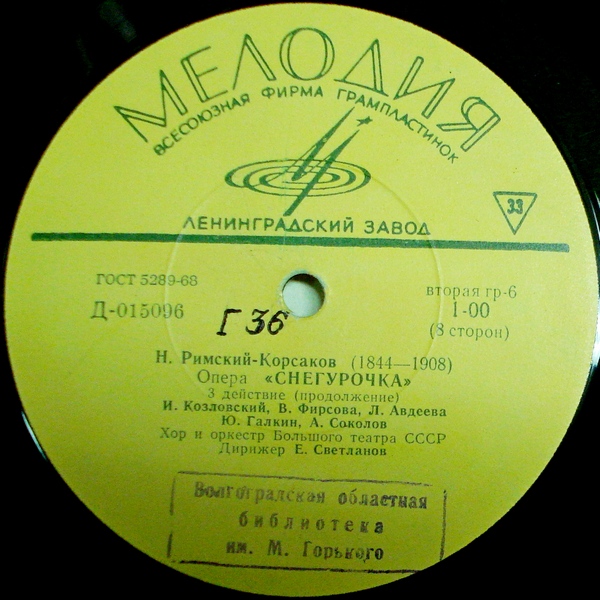 МЕЛОДИЯ
ВСЕСОЮЗНАЯ ФИРМА ГРАМПЛАСТИНОК
ЛЕНИНГРАДСКИЙ ЗАВОД
33
ГОСТ 5289-68
Д-015096
Г 36
вторая гр-6
1-00
(8 сторон)
Н. Римский-Корсаков (1844—1908)
Опера «СНЕГУРОЧКА»
3 действие (продолжение)
И. Козловский, В. Фирсова, Л. Авдеева
Ю. Галкин, А. Соколов
Хор и оркестр Большого театра СССР
Дирижер Е. Светланов
Волгоградская областная
библиотека
им. М. Горького